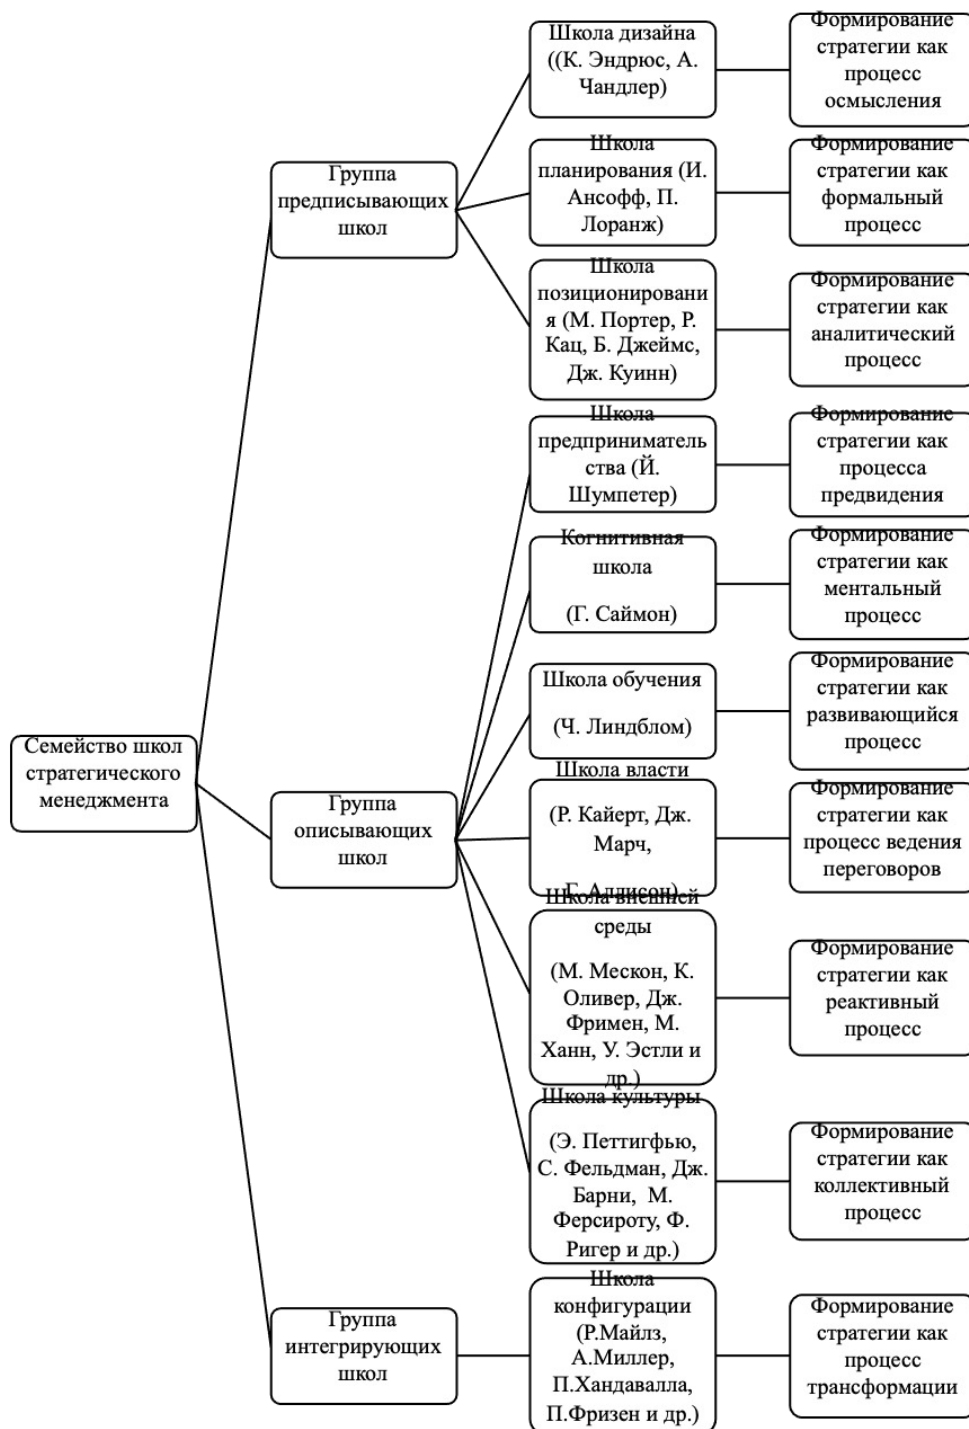 Семейство школ
стратегического
менеджмента
Группа
предписывающих
школ
Школа дизайна
((К. Эндрюс, А.
Чандлер)
Формирование
стратегии как
процесс
осмысления
Школа
планирования (И.
Ансофф, П.
Лоранж)
Формирование
стратегии как
формальный
процесс
Школа
позиционировани
я (М. Портер, Р.
Кац, Б. Джеймс,
Дж. Куинн)
Формирование
стратегии как
аналитический
процесс
Группа
описывающих
школ
Школа
предприниматель
ства (Й.
Шумпетер)
Формирование
стратегии как
процесса
предвидения
Когнитивная
школа
(Г. Саймон)
Формирование
стратегии как
ментальный
процесс
Школа обучения
(Ч. Линдблом)
Формирование
стратегии как
развивающийся
процесс
Школа власти
(Р. Кайерт, Дж.
Марч,
Г. Аллисон)
Формирование
стратегии как
процесс ведения
переговоров
Школа внешней
среды
(М. Мескон, К.
Оливер, Дж.
Фримен, М.
Ханн, У. Эстли и
др.)
Формирование
стратегии как
реактивный
процесс
Школа культуры
(Э. Петтигфью,
С. Фельдман, Дж.
Барни, М.
Ферсироту, Ф.
Ригер и др.)
Формирование
стратегии как
коллективный
процесс
Группа
интегрирующих
школ
Школа
конфигурации
(Р.Майлз,
А.Миллер,
П.Хандавалла,
П.Фризен и др.)
Формирование
стратегии как
процесс
трансформации